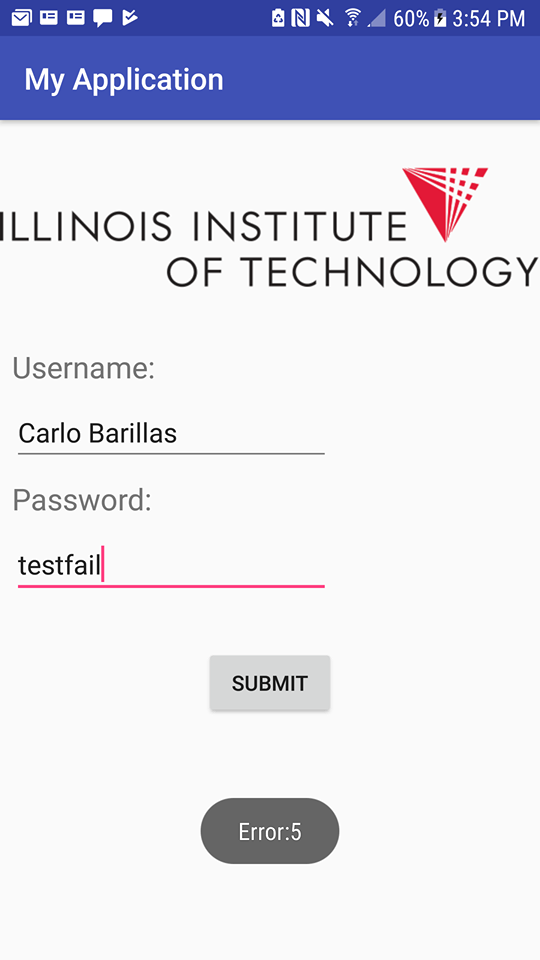 60% 3:54 PM
My Application
ILLINOIS INSTITUTE
OF TECHNOLOGY
Username:
Carlo Barillas
Password:
testfail
SUBMIT
Error:5